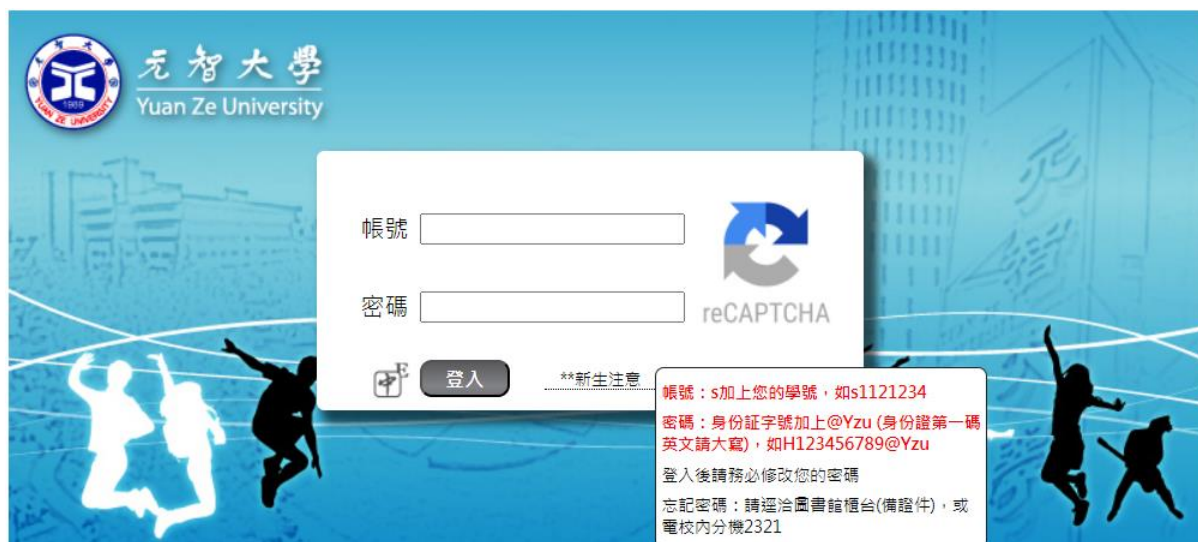 元智大學
Yuan Ze University
YUAN ZE UNIVERSITY
1989
帳號
密碼
reCAPTCHA
中E
登入
**新生注意
帳號：s加上您的學號，如s1121234
密碼：身份証字號加上@Yzu (身份證第一碼
英文請大寫)，如H123456789@Yzu
登入後請務必修改您的密碼
忘記密碼：請逕洽圖書館櫃台(備證件)，或
電校內分機2321